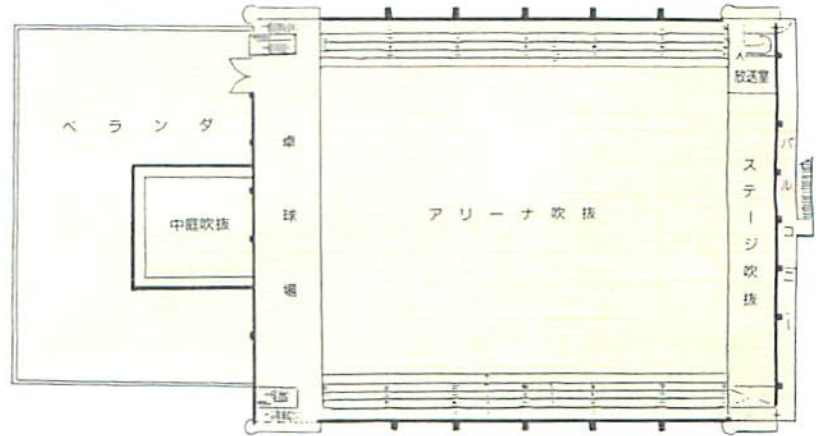 ベランダ
中庭吹抜
卓球場
アリーナ吹抜
放送室
ステージ吹抜
バルコニー